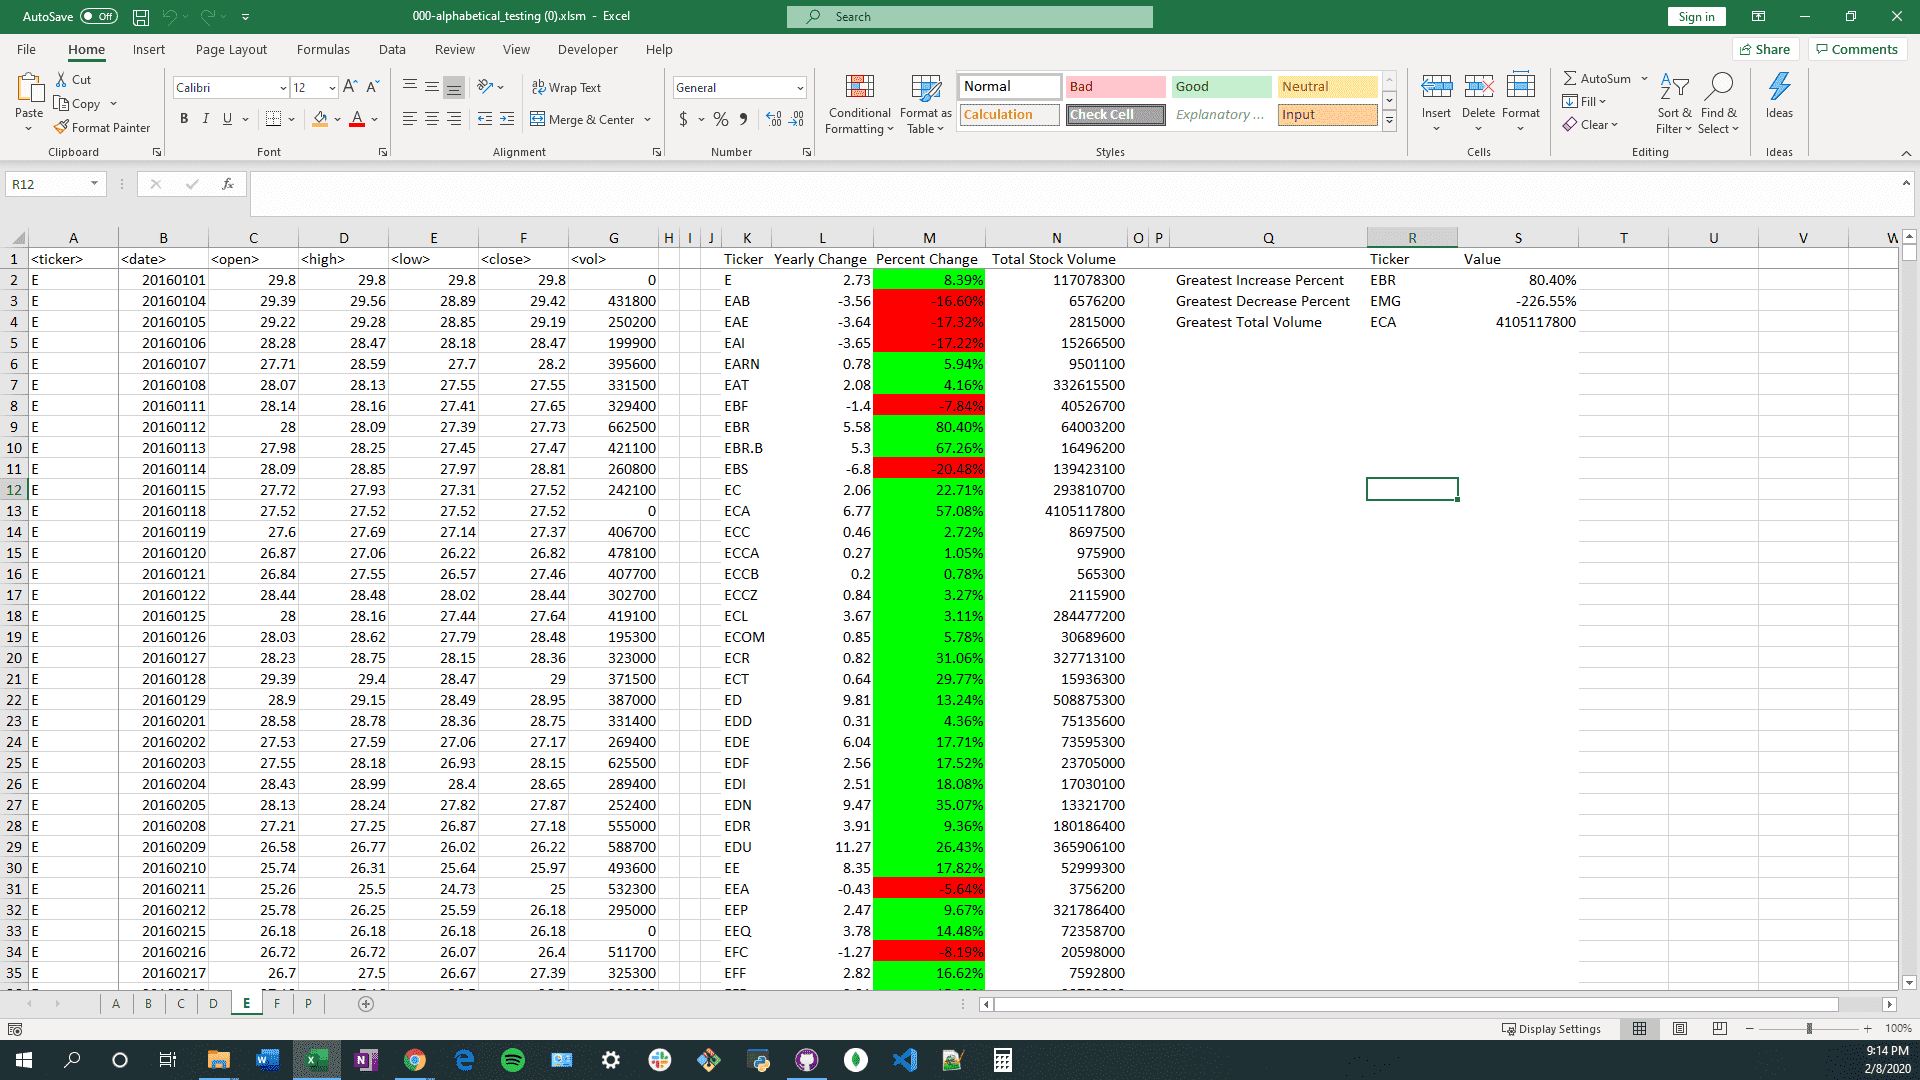 AutoSave Off 000-alphabetical_testing (0).xlsm - Excel Search Sign in
File Home Insert Page Layout Formulas Data Review View Developer Help Share Comments
Paste Cut Copy Format Painter Clipboard
Calibri 12 B I U Font
Wrap Text Merge & Center Alignment
General $ % Number
Conditional Formatting Format as Table Normal Bad Good Neutral Calculation Check Cell Explanatory ... Input Styles
Insert Delete Format Cells
AutoSum Fill Clear Sort & Filter Find & Select Editing
Ideas Ideas
R12 fx
A B C D E F G H I J K L M N O P Q R S T U V W
1 <ticker> <date> <open> <high> <low> <close> <vol> Ticker Yearly Change Percent Change Total Stock Volume Ticker Value
2 E 20160101 29.8 29.8 29.8 29.8 0 E 2.73 8.39% 117078300 Greatest Increase Percent EBR 80.40%
3 E 20160104 29.39 29.56 28.89 29.42 431800 EAB -3.56 -16.60% 6576200 Greatest Decrease Percent EMG -226.55%
4 E 20160105 29.22 29.28 28.85 29.19 250200 EAE -3.64 -17.32% 2815000 Greatest Total Volume ECA 4105117800
5 E 20160106 28.28 28.47 28.18 28.47 199900 EAI -3.65 -17.22% 15266500
6 E 20160107 27.71 28.59 27.7 28.2 395600 EARN 0.78 5.94% 9501100
7 E 20160108 28.07 28.13 27.55 27.55 331500 EAT 2.08 4.16% 332615500
8 E 20160111 28.14 28.16 27.41 27.65 329400 EBF -1.4 -7.84% 40526700
9 E 20160112 28 28.09 27.39 27.73 662500 EBR 5.58 80.40% 64003200
10 E 20160113 27.98 28.25 27.45 27.47 421100 EBR.B 5.3 67.26% 16496200
11 E 20160114 28.09 28.85 27.97 28.81 260800 EBS -6.8 -20.48% 139423100
12 E 20160115 27.72 27.93 27.31 27.52 242100 EC 2.06 22.71% 293810700
13 E 20160118 27.52 27.52 27.52 27.52 0 ECA 6.77 57.08% 4105117800
14 E 20160119 27.6 27.69 27.14 27.37 406700 ECC 0.46 2.72% 8697500
15 E 20160120 26.87 27.06 26.22 26.82 478100 ECCA 0.27 1.05% 975900
16 E 20160121 26.84 27.55 26.57 27.46 407700 ECCB 0.2 0.78% 565300
17 E 20160122 28.44 28.48 28.02 28.44 302700 ECCZ 0.84 3.27% 2115900
18 E 20160125 28 28.16 27.44 27.64 419100 ECL 3.67 3.11% 284477200
19 E 20160126 28.03 28.62 27.79 28.48 195300 ECOM 0.85 5.78% 30689600
20 E 20160127 28.23 28.75 28.15 28.36 323000 ECR 0.82 31.06% 327713100
21 E 20160128 29.39 29.4 28.47 29 371500 ECT 0.64 29.77% 15936300
22 E 20160129 28.9 29.15 28.49 28.95 387000 ED 9.81 13.24% 508875300
23 E 20160201 28.58 28.78 28.36 28.75 331400 EDD 0.31 4.36% 75135600
24 E 20160202 27.53 27.59 27.06 27.17 269400 EDE 6.04 17.71% 73595300
25 E 20160203 27.55 28.18 26.93 28.15 625500 EDF 2.56 17.52% 23705000
26 E 20160204 28.43 28.99 28.4 28.65 289400 EDI 2.51 18.08% 17030100
27 E 20160205 28.13 28.24 27.82 27.87 252400 EDN 9.47 35.07% 13321700
28 E 20160208 27.21 27.25 26.87 27.18 555000 EDR 3.91 9.36% 180186400
29 E 20160209 26.58 26.77 26.02 26.22 588700 EDU 11.27 26.43% 365906100
30 E 20160210 25.74 26.31 25.64 25.97 493600 EE 8.35 17.82% 52999300
31 E 20160211 25.26 25.5 24.73 25 532300 EEA -0.43 -5.64% 3756200
32 E 20160212 25.78 26.25 25.59 26.18 295000 EEP 2.47 9.67% 321786400
33 E 20160215 26.18 26.18 26.18 26.18 0 EEQ 3.78 14.48% 72358700
34 E 20160216 26.72 26.72 26.07 26.4 511700 EFC -1.27 -8.19% 20598000
35 E 20160217 26.7 27.5 26.67 27.39 325300 EFF 2.82 16.62% 7592800
A B C D E F P
Display Settings 100%
9:14 PM
2/8/2020